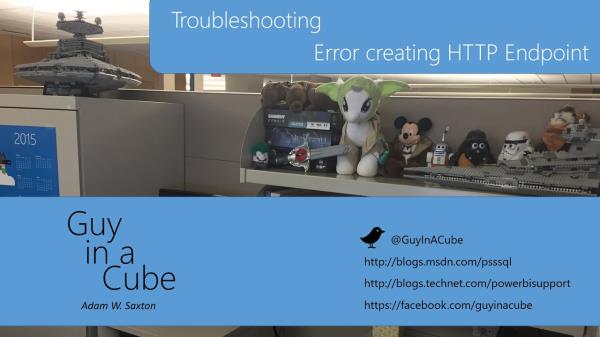 Troubleshooting
Error creating HTTP Endpoint
2015
Guy
in a
Cube
Adam W. Saxton
@GuyInACube
http://blogs.msdn.com/psssql
http://blogs.technet.com/powerbisupport
https://facebook.com/guyinacube